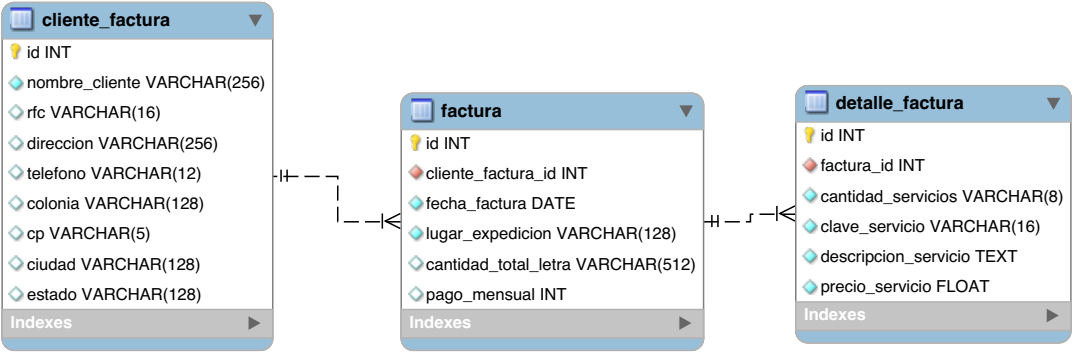 cliente_factura
id INT
nombre_cliente VARCHAR(256)
rfc VARCHAR(16)
direccion VARCHAR(256)
telefono VARCHAR(12)
colonia VARCHAR(128)
cp VARCHAR(5)
ciudad VARCHAR(128)
estado VARCHAR(128)
Indexes
factura
id INT
cliente_factura_id INT
fecha_factura DATE
lugar_expedicion VARCHAR(128)
cantidad_total_letra VARCHAR(512)
pago_mensual INT
Indexes
detalle_factura
id INT
factura_id INT
cantidad_servicios VARCHAR(8)
clave_servicio VARCHAR(16)
descripcion_servicio TEXT
precio_servicio FLOAT
Indexes